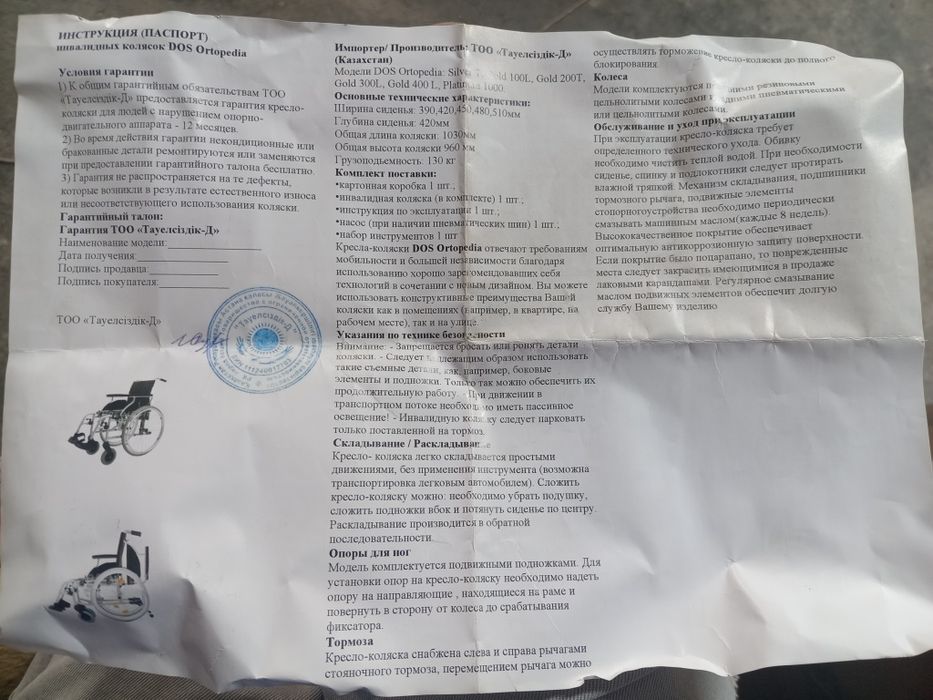 ИНСТРУКЦИЯ (ПАСПОРТ)
инвалидных колясок DOS Ortopedia
Условия гарантии
1) К общим гарантийным обязательствам ТОО
«Тауелсіздік-Д» предоставляется гарантия кресло-
коляски для людей с нарушением опорно-
двигательного аппарата - 12 месяцев.
2) Во время действия гарантии некондиционные или
бракованные детали ремонтируются или заменяются
при предоставлении гарантийного талона бесплатно.
3) Гарантия не распространяется на те дефекты,
которые возникли в результате естественного износа
или несоответствующего использования коляски.
Гарантийный талон:
Гарантия ТОО «Тауелсіздік-Д»
Наименование модели:
Дата получения:
Подпись продавца:
Подпись покупателя:
ТОО «Тауелсіздік-Д»
"Тауелсіздік-Д"
Импортер/ Производитель: ТОО «Тауелсіздік-Д»
(Казахстан)
Модели DOS Ortopedia: Silver Gold 100L, Gold 200T,
Gold 300L, Gold 400 L, Platinum 1000.
Основные технические характеристики:
Ширина сиденья: 390,420,450,480,510мм
Глубина сиденья: 420мм
Общая длина коляски: 1030мм
Общая высота коляски 960 мм
Грузоподьемность: 130 кг
Комплект поставки:
•картонная коробка 1 шт.;
•инвалидная коляска (в комплекте) 1 шт.;
•инструкция по эксплуатации 1 шт.;
•насос (при наличии пневматических шин) 1 шт.;
•набор инструментов 1 шт
Кресла-коляски DOS Ortopedia отвечают требованиям
мобильности и большей независимости благодаря
использованию хорошо зарекомендовавших себя
технологий в сочетании с новым дизайном. Вы можете
использовать конструктивные преимущества Вашей
коляски как в помещениях (например, в квартире, на
рабочем месте), так и на улице.
Указания по технике безопасности
Внимание: - Запрещается бросать или ронять детали
коляски. - Следует надлежащим образом использовать
такие съемные детали, как, например, боковые
элементы и подножки. Только так можно обеспечить их
продолжительную работу. -При движении в
транспортном потоке необходимо иметь пассивное
освещение! - Инвалидную коляску следует парковать
только поставленной на тормоз.
Складывание / Раскладывание
Кресло- коляска легко складывается простыми
движениями, без применения инструмента (возможна
транспортировка легковым автомобилем). Сложить
кресло-коляску можно: необходимо убрать подушку,
сложить подножки вбок и потянуть сиденье по центру.
Раскладывание производится в обратной
последовательности.
Опоры для ног
Модель комплектуется подвижными подножками. Для
установки опор на кресло-коляску необходимо надеть
опору на направляющие , находящиеся на раме и
повернуть в сторону от колеса до срабатывания
фиксатора.
Тормоза
Кресло-коляска снабжена слева и справа рычагами
стояночного тормоза, перемещением рычага можно
осуществлять торможение кресло-коляски до полного
блокирования.
Колеса
Модели комплектуются резиновыми
цельнолитыми колесами и задними пневматическими
или цельнолитыми колесами.
Обслуживание и уход при эксплуатации
При эксплуатации кресло-коляска требует
определенного технического ухода. Обивку
необходимо чистить теплой водой. При необходимости
сиденье, спинку и подлокотники следует протирать
влажной тряпкой. Механизм складывания, подшипники
тормозного рычага, подвижные элементы
стопорногоустройства необходимо периодически
смазывать машинным маслом(каждые 8 недель).
Высококачественное покрытие обеспечивает
оптимальную антикоррозионную защиту поверхности.
Если покрытие было поцарапано, то поврежденные
места следует закрасить имеющимися в продаже
лаковыми карандашами. Регулярное смазывание
маслом подвижных элементов обеспечит долгую
службу Вашему изделию